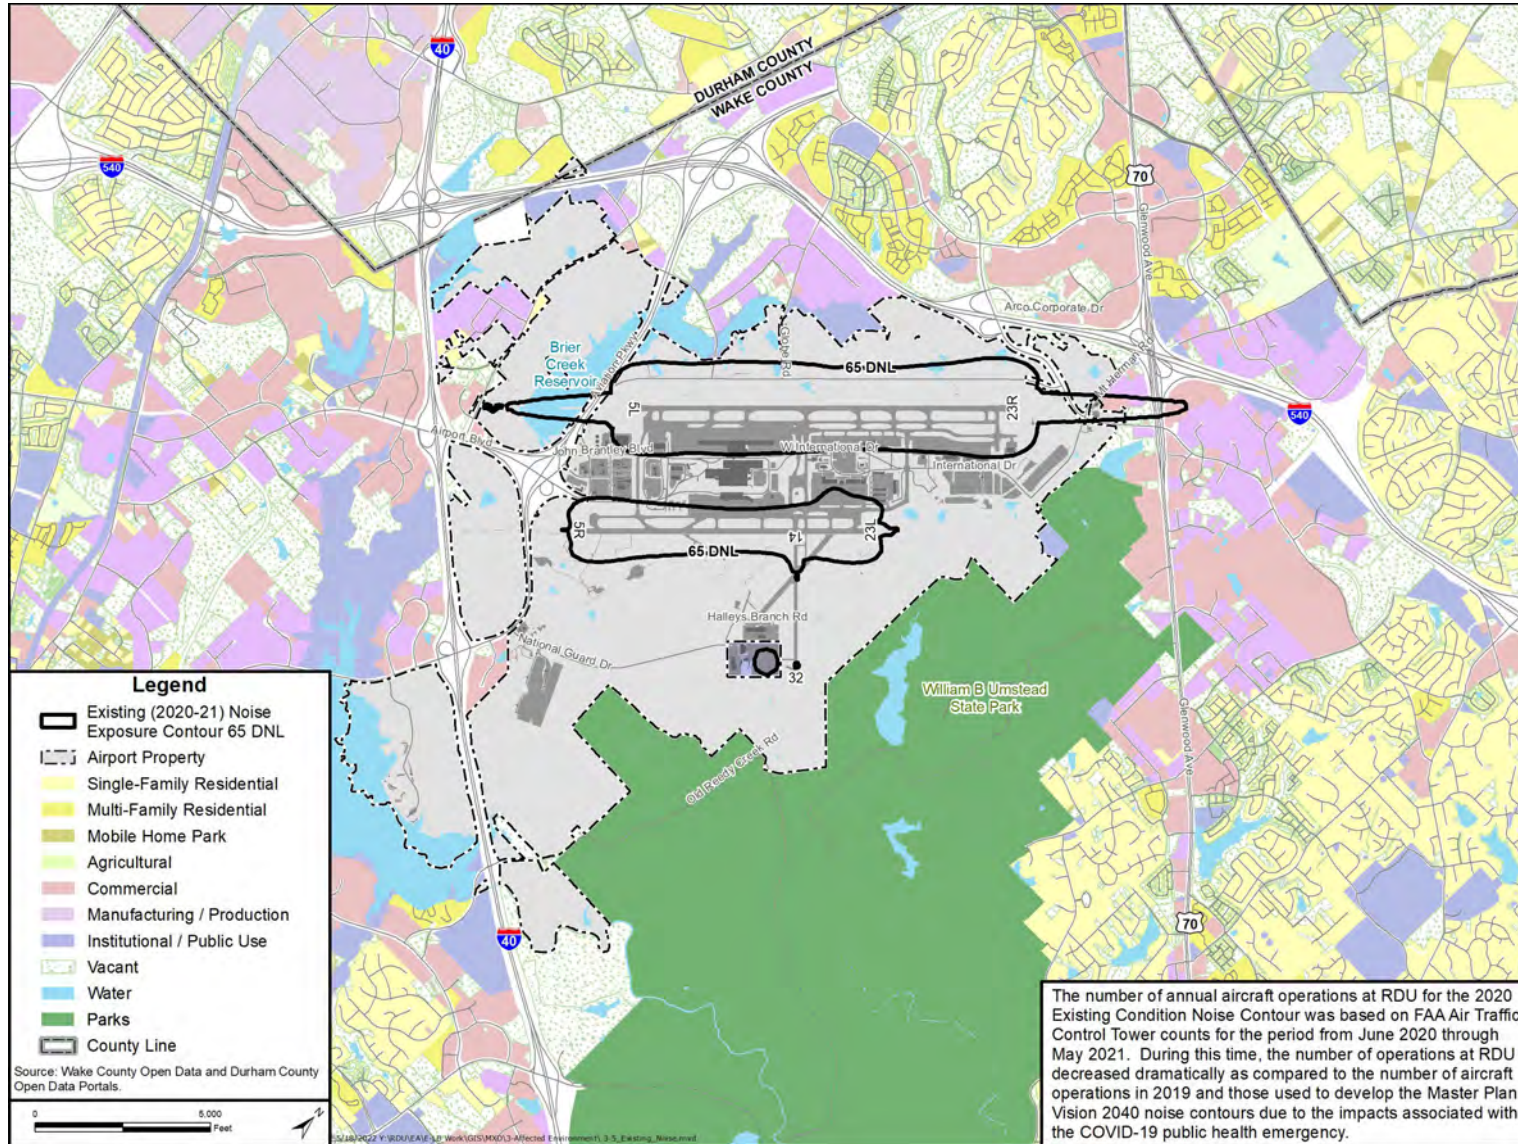 40
DURHAM COUNTY
WAKE COUNTY
540
70
Glenwood Ave
Arco Corporate Dr
Globe Rd
Aviation Pkwy
Mt Herman Rd
Brier
Creek
Reservoir
65 DNL
5L
23R
540
Airport Blvd
John Brantley Blvd
W International Dr
International Dr
5R
14
23L
65 DNL
Halleys Branch Rd
National Guard Dr
32
William B Umstead
State Park
Old Reedy Creek Rd
Glenwood Ave
70
40
Legend
Existing (2020-21) Noise
Exposure Contour 65 DNL
Airport Property
Single-Family Residential
Multi-Family Residential
Mobile Home Park
Agricultural
Commercial
Manufacturing / Production
Institutional / Public Use
Vacant
Water
Parks
County Line
Source: Wake County Open Data and Durham County
Open Data Portals.
0 5,000
Feet
N
The number of annual aircraft operations at RDU for the 2020
Existing Condition Noise Contour was based on FAA Air Traffic
Control Tower counts for the period from June 2020 through
May 2021. During this time, the number of operations at RDU
decreased dramatically as compared to the number of aircraft
operations in 2019 and those used to develop the Master Plan
Vision 2040 noise contours due to the impacts associated with
the COVID-19 public health emergency.